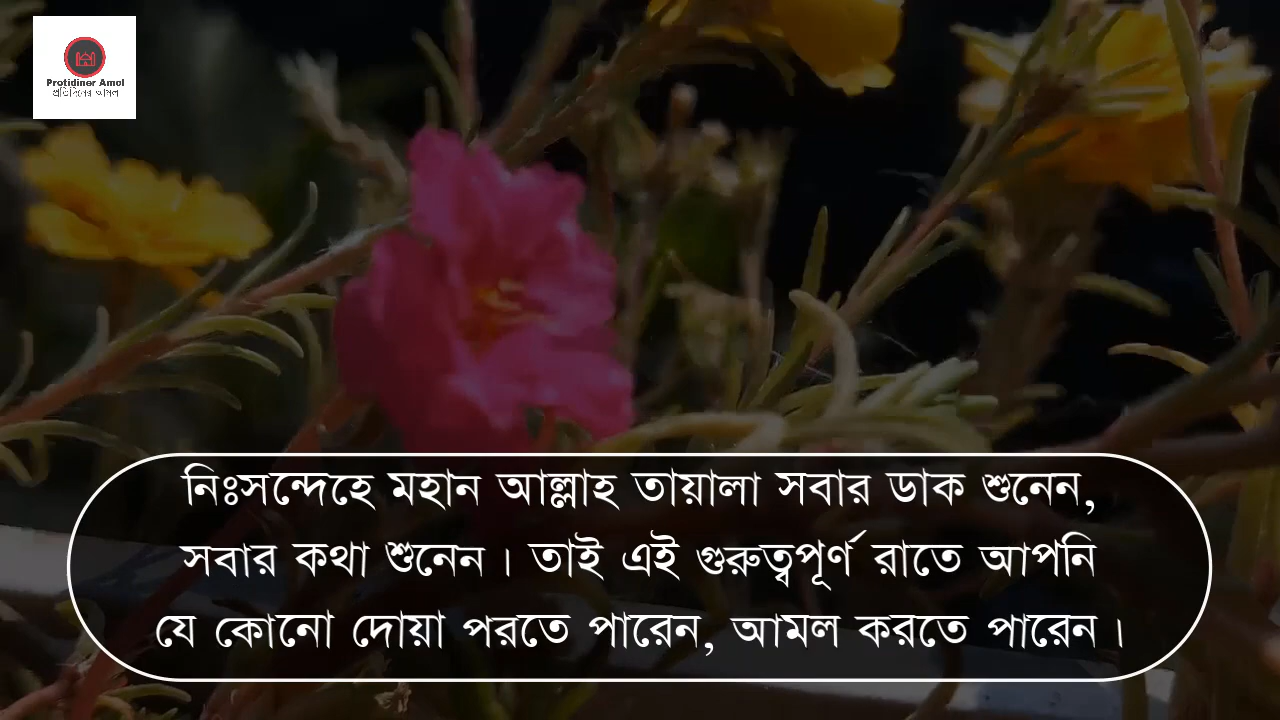 Protidiner Amol
প্রতিদিনের আমল
নিঃসন্দেহে মহান আল্লাহ তায়ালা সবার ডাক শুনেন,
সবার কথা শুনেন। তাই এই গুরুত্বপূর্ণ রাতে আপনি
যে কোনো দোয়া পরতে পারেন, আমল করতে পারেন।